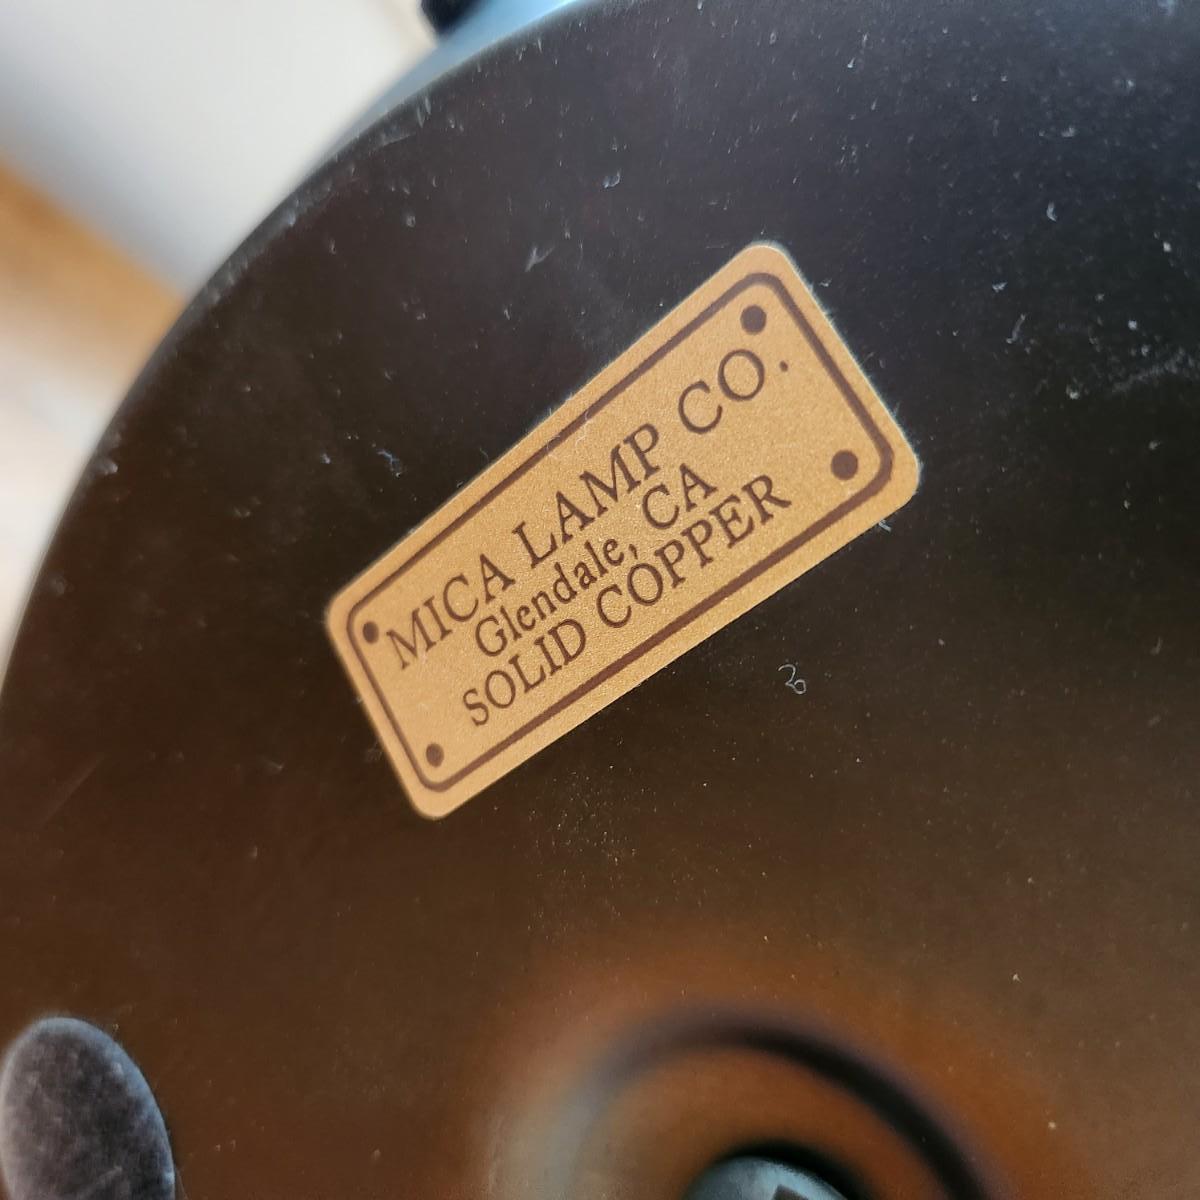 MICA LAMP CO.
Glendale, CA
SOLID COPPER